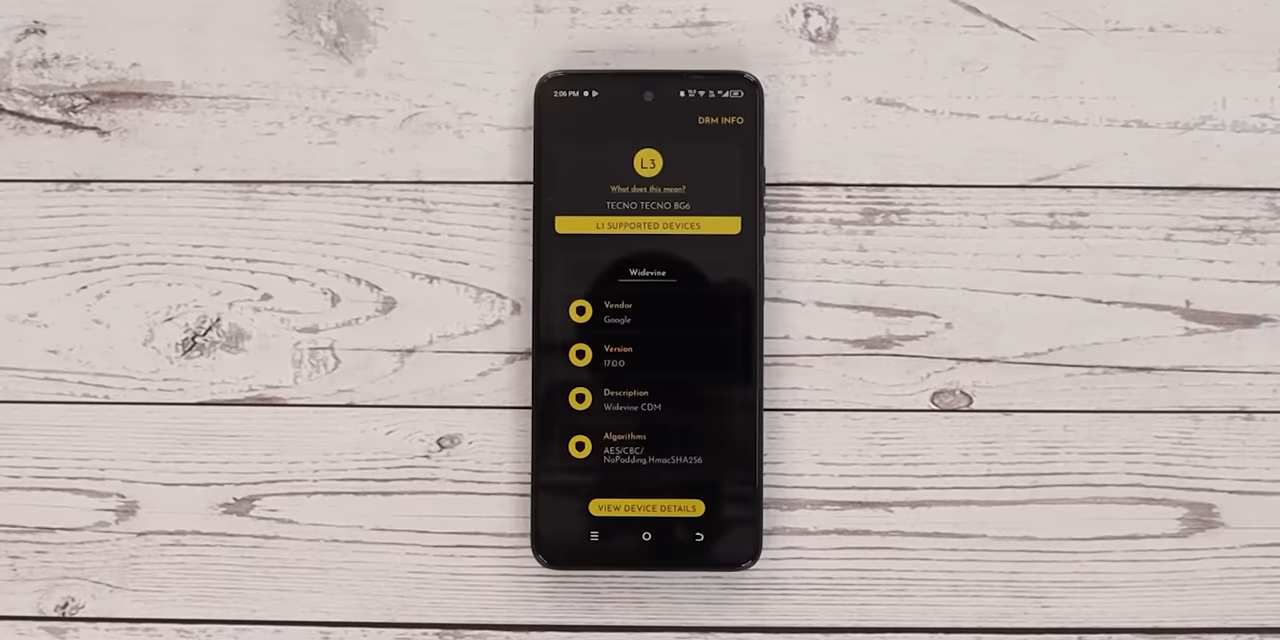 2:06 PM
DRM INFO
L3
What does this mean?
TECNO TECNO BG6
L1 SUPPORTED DEVICES
Widevine
Vendor
Google
Version
17.0.0
Description
Widevine CDM
Algorithms
AES/CBC/
NoPadding,HmacSHA256
VIEW DEVICE DETAILS